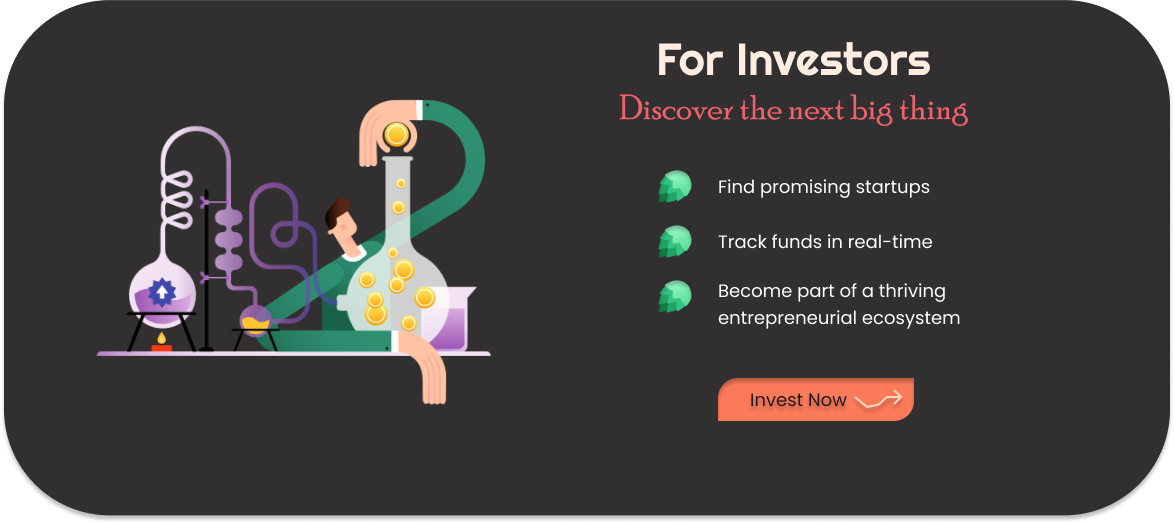 For Investors
Discover the next big thing
Find promising startups
Track funds in real-time
Become part of a thriving
entrepreneurial ecosystem
Invest Now